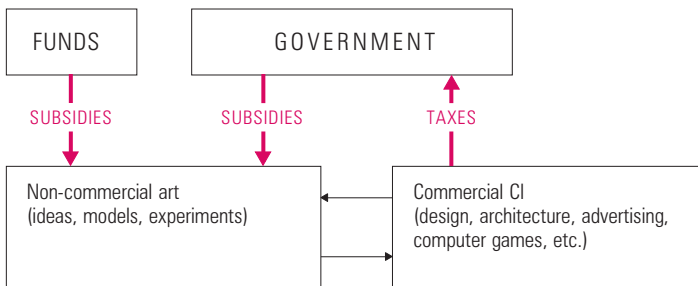 FUNDS
GOVERNMENT
SUBSIDIES
SUBSIDIES
TAXES
Non-commercial art
(ideas, models, experiments)
Commercial CI
(design, architecture, advertising,
computer games, etc.)